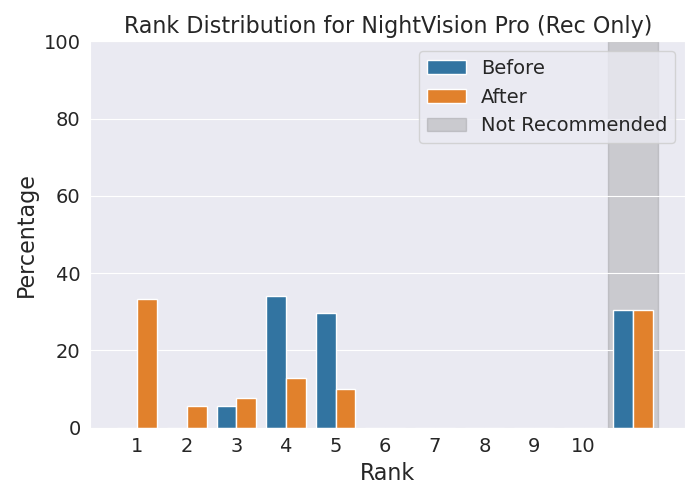 Rank Distribution for NightVision Pro (Rec Only)
100
80
60
40
20
0
Percentage
Before
After
Not Recommended
1 2 3 4 5 6 7 8 9 10
Rank